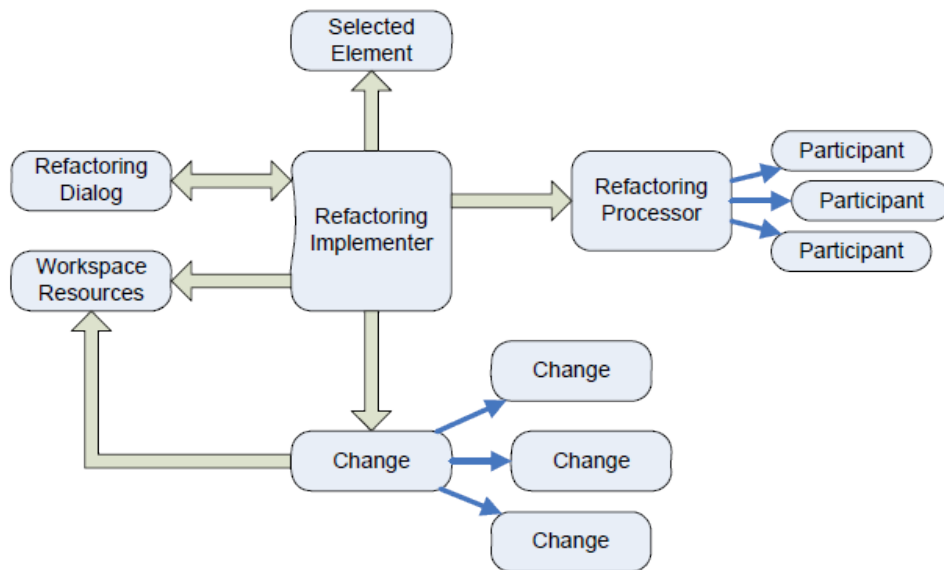 Selected
Element
Refactoring
Dialog
Refactoring
Implementer
Refactoring
Processor
Participant
Participant
Participant
Workspace
Resources
Change
Change
Change
Change